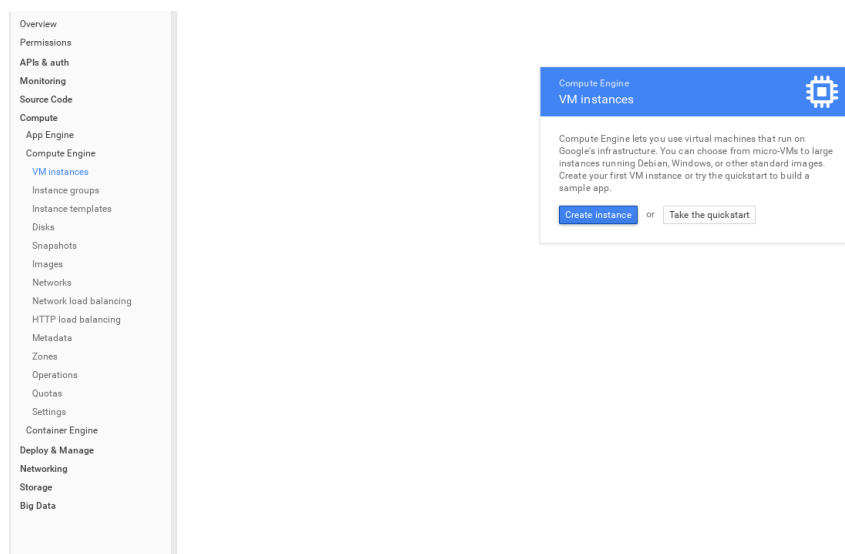 Overview
Permissions
APIs & auth
Monitoring
Source Code
Compute
App Engine
Compute Engine
VM instances
Instance groups
Instance templates
Disks
Snapshots
Images
Networks
Network load balancing
HTTP load balancing
Metadata
Zones
Operations
Quotas
Settings
Container Engine
Deploy & Manage
Networking
Storage
Big Data
Compute Engine
VM instances
Compute Engine lets you use virtual machines that run on
Google's infrastructure. You can choose from micro-VMs to large
instances running Debian, Windows, or other standard images.
Create your first VM instance or try the quickstart to build a
sample app.
Create instance or Take the quickstart